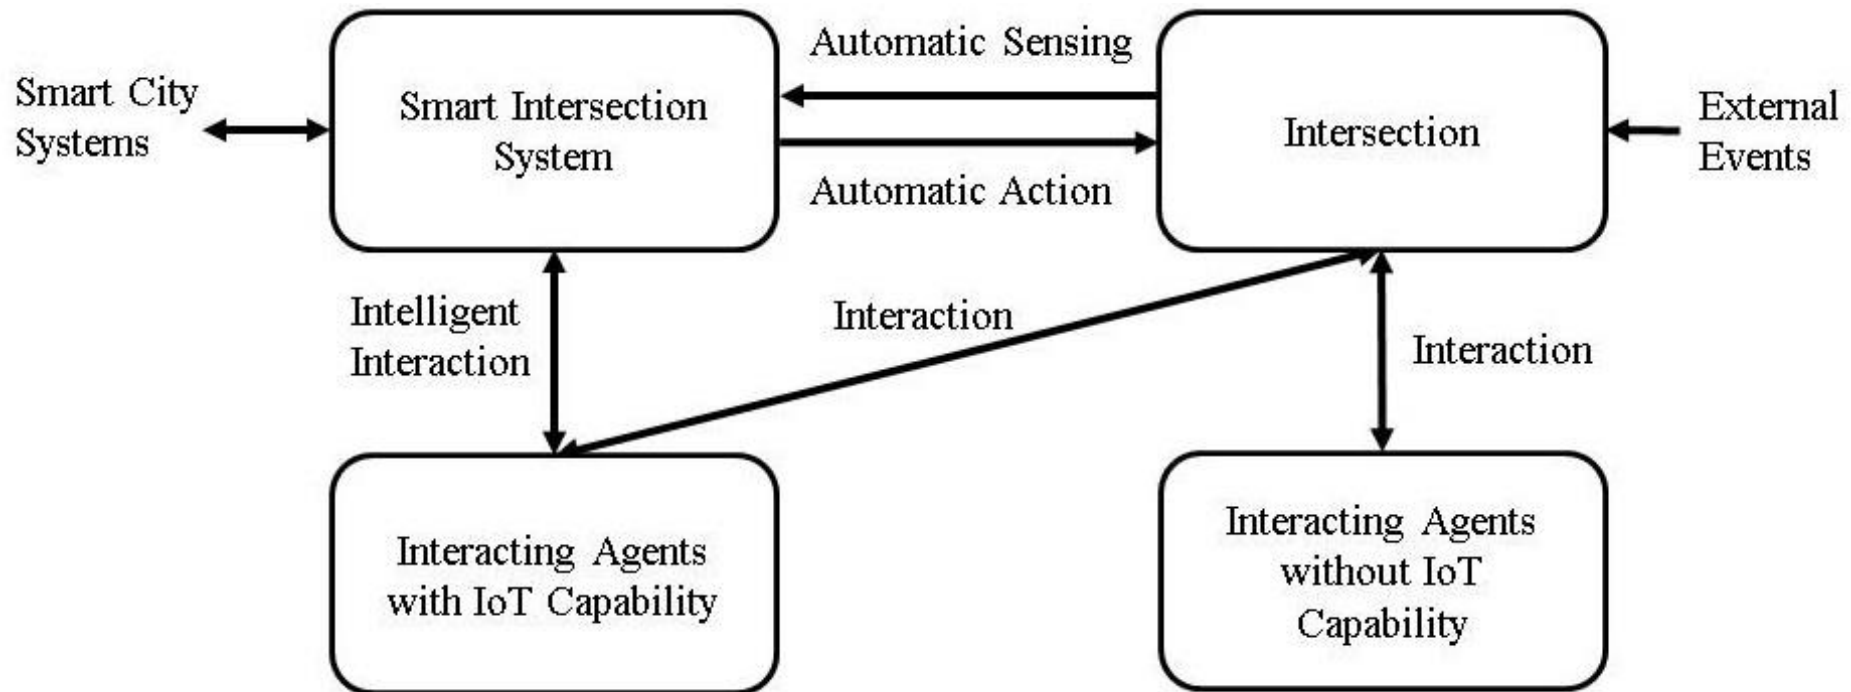 Smart City
Systems
Smart Intersection
System
Automatic Sensing
Automatic Action
Intersection
External
Events
Intelligent
Interaction
Interaction
Interaction
Interacting Agents
with IoT Capability
Interacting Agents
without IoT
Capability